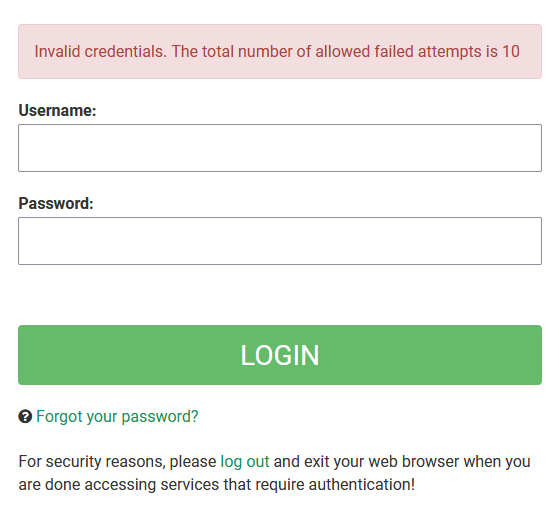 Invalid credentials. The total number of allowed failed attempts is 10
Username:
Password:
LOGIN
Forgot your password?
For security reasons, please log out and exit your web browser when you
are done accessing services that require authentication!